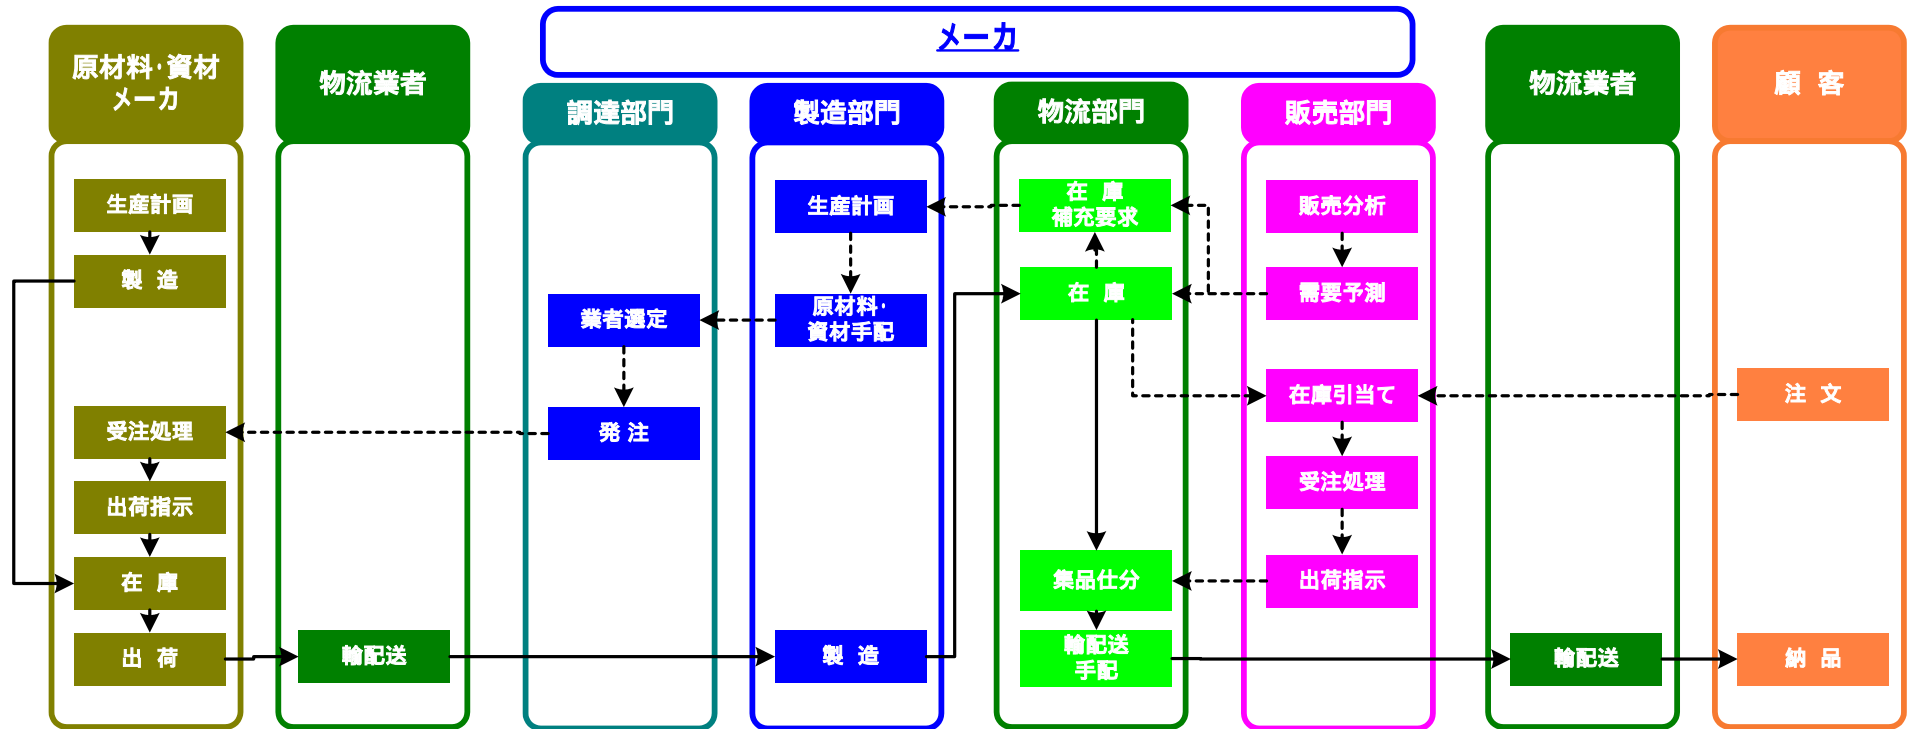 メーカ
原材料・資材
メーカ
物流業者
調達部門
製造部門
物流部門
販売部門
物流業者
顧 客
生産計画
製 造
受注処理
出荷指示
在 庫
出 荷
輸配送
業者選定
発 注
生産計画
原材料・
資材手配
製 造
在 庫
補充要求
在 庫
集品仕分
輸配送
手配
販売分析
需要予測
在庫引当て
受注処理
出荷指示
輸配送
注 文
納 品